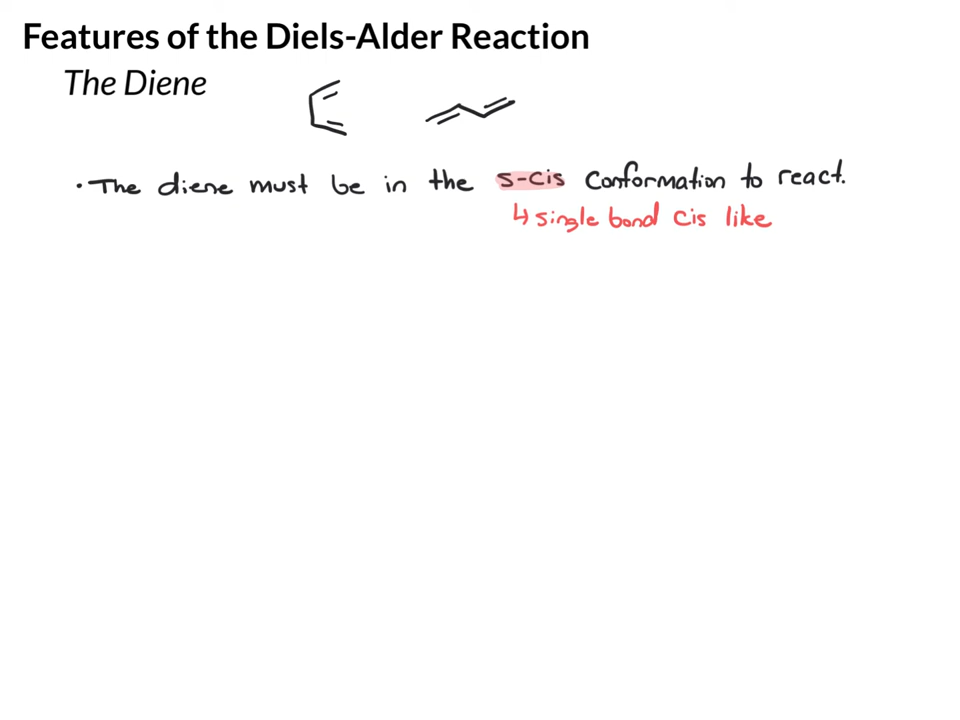 Features of the Diels-Alder Reaction
The Diene
• The diene must be in the s-cis conformation to react.
↳ single bond cis like